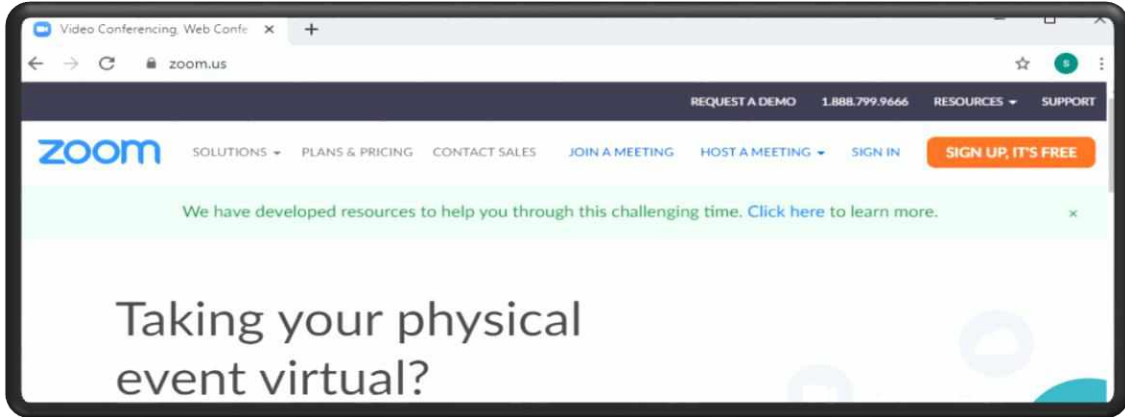 Video Conferencing, Web Confe
zoom.us
S
REQUEST A DEMO 1.888.799.9666 RESOURCES SUPPORT
zoom SOLUTIONS PLANS & PRICING CONTACT SALES JOIN A MEETING HOST A MEETING SIGN IN SIGN UP, IT'S FREE
We have developed resources to help you through this challenging time. Click here to learn more.
Taking your physical
event virtual?